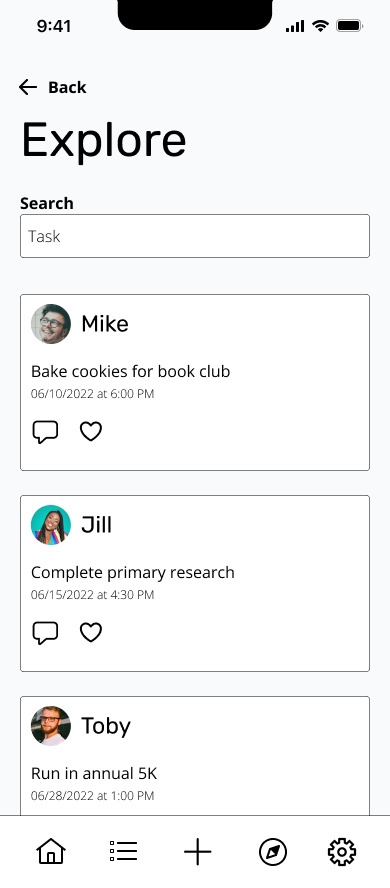 9:41
Back
Explore
Search
Task
Mike
Bake cookies for book club
06/10/2022 at 6:00 PM
Jill
Complete primary research
06/15/2022 at 4:30 PM
Toby
Run in annual 5K
06/28/2022 at 1:00 PM